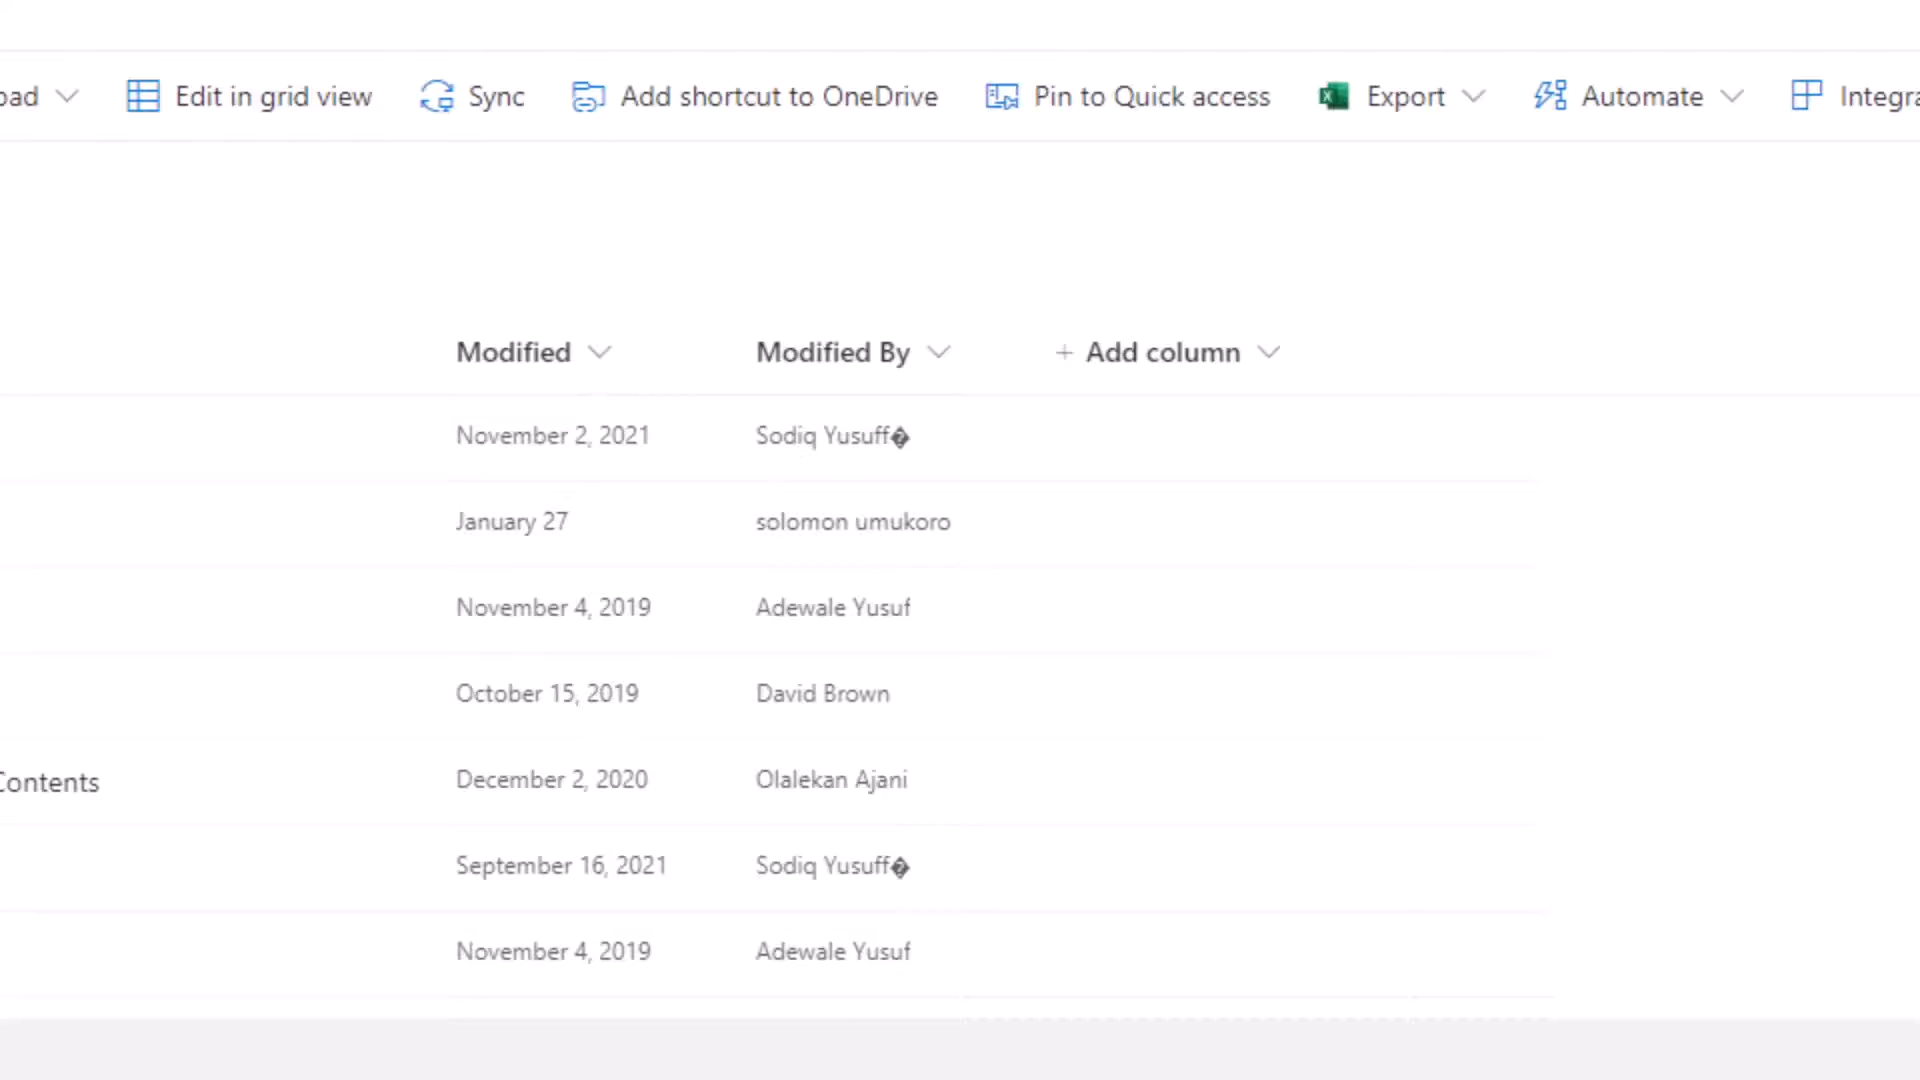 oad Edit in grid view Sync Add shortcut to OneDrive Pin to Quick access Export Automate Integra
Modified Modified By + Add column
November 2, 2021 Sodiq Yusuff�
January 27 solomon umukoro
November 4, 2019 Adewale Yusuf
October 15, 2019 David Brown
Contents December 2, 2020 Olalekan Ajani
September 16, 2021 Sodiq Yusuff�
November 4, 2019 Adewale Yusuf